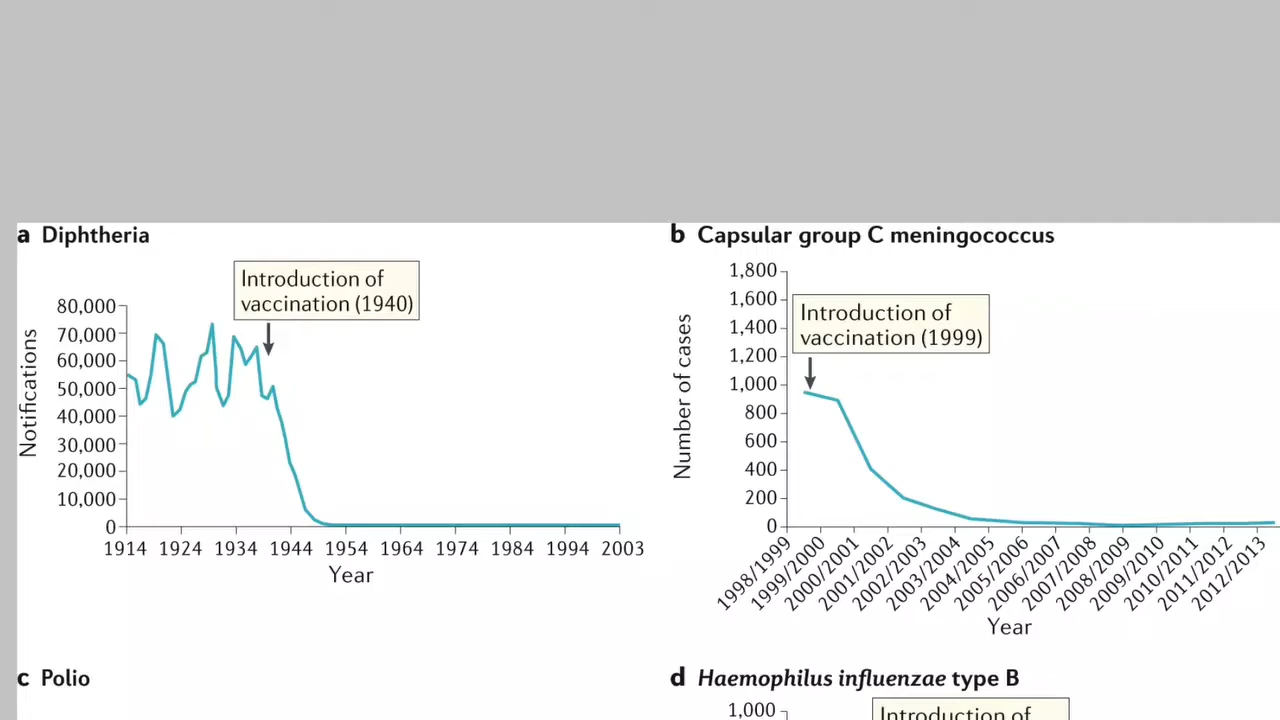 a Diphtheria
Introduction of
vaccination (1940)
80,000
70,000
60,000
50,000
40,000
30,000
20,000
10,000
0
Notifications
1914 1924 1934 1944 1954 1964 1974 1984 1994 2003
Year
b Capsular group C meningococcus
1,800
1,600
1,400
1,200
1,000
800
600
400
200
0
Number of cases
Introduction of
vaccination (1999)
1998/1999
1999/2000
2000/2001
2001/2002
2002/2003
2003/2004
2004/2005
2005/2006
2006/2007
2007/2008
2008/2009
2009/2010
2010/2011
2011/2012
2012/2013
Year
c Polio
d Haemophilus influenzae type B
1,000
Introduction of